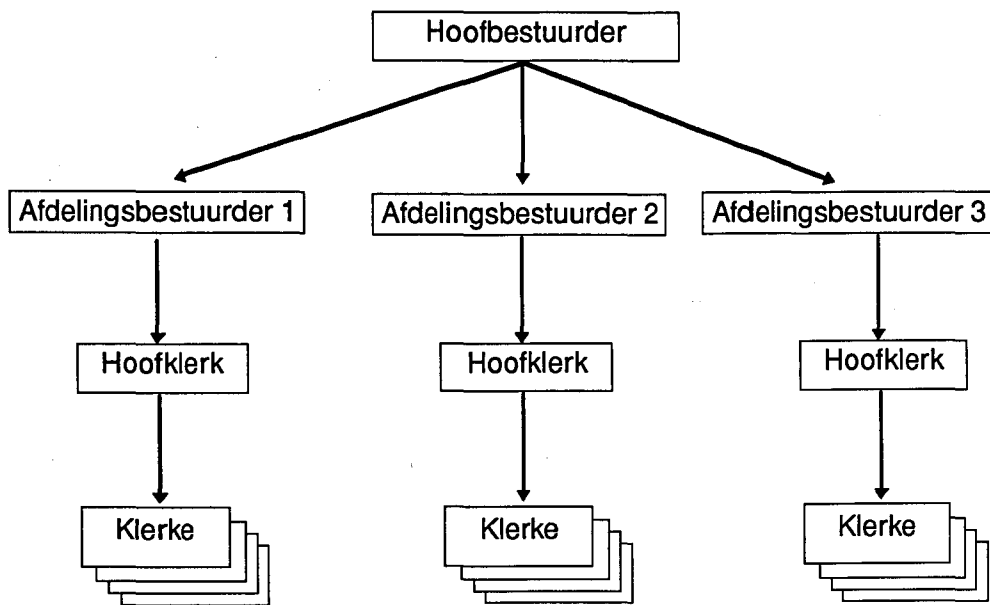 Hoofbestuurder
Afdelingsbestuurder 1
Afdelingsbestuurder 2
Afdelingsbestuurder 3
Hoofklerk
Hoofklerk
Hoofklerk
Klerke
Klerke
Klerke